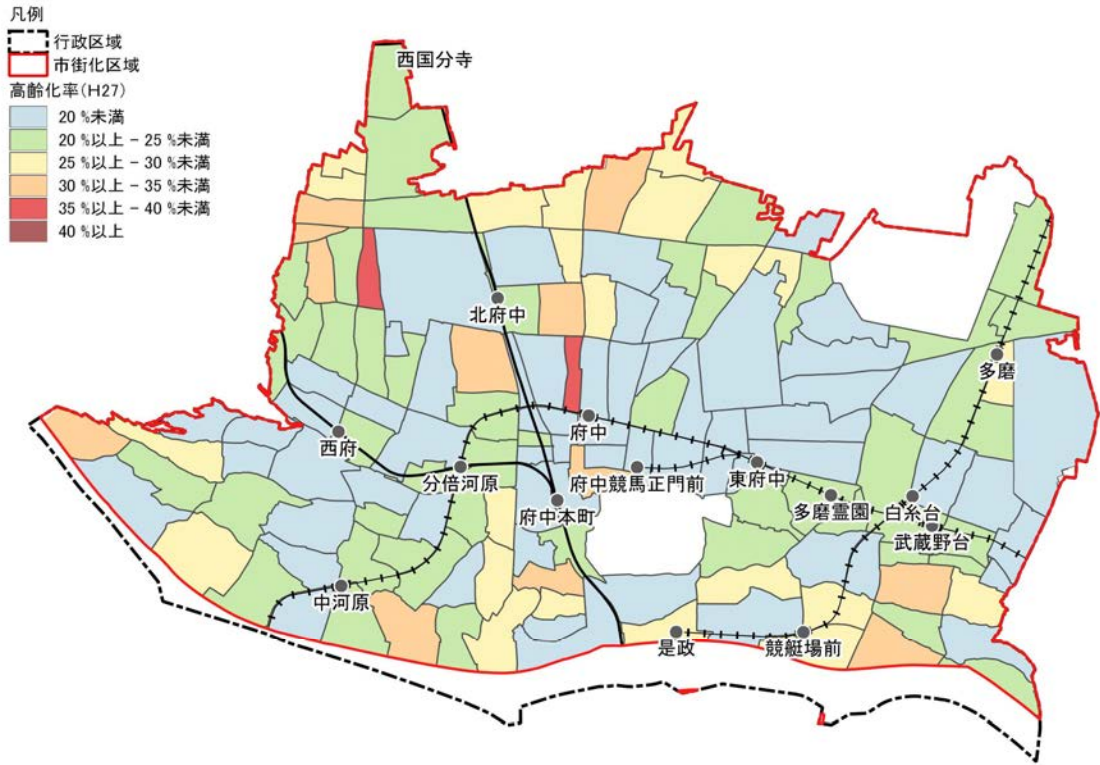 凡例
行政区域
市街化区域
高齢化率(H27)
20 %未満
20 %以上 - 25 %未満
25 %以上 - 30 %未満
30 %以上 - 35 %未満
35 %以上 - 40 %未満
40 %以上
西国分寺
北府中
多磨
府中
西府
分倍河原
府中競馬正門前
東府中
府中本町
多磨霊園
白糸台
武蔵野台
中河原
是政
競艇場前